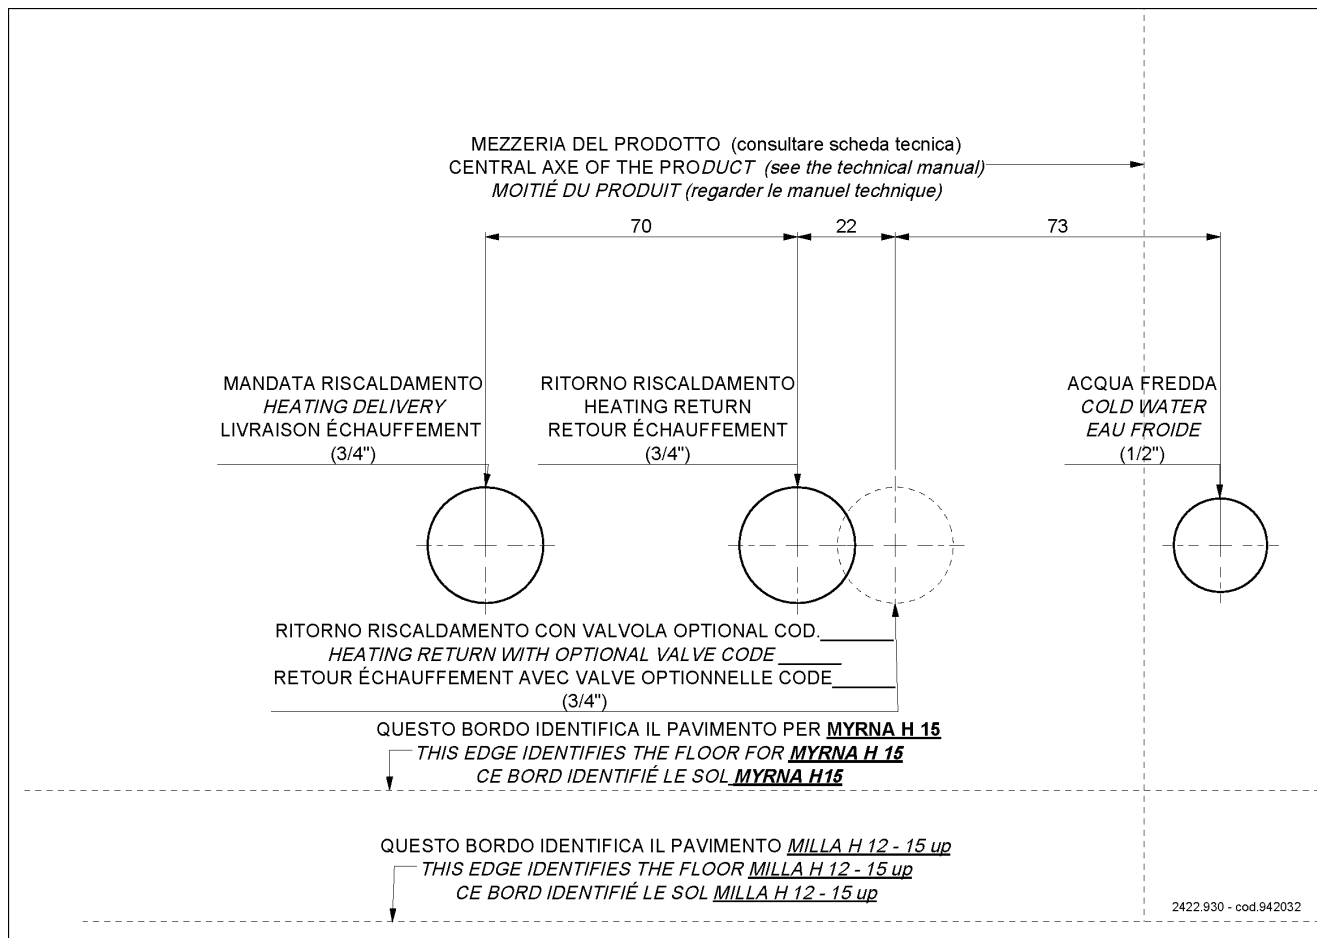 MEZZERIA DEL PRODOTTO (consultare scheda tecnica)
CENTRAL AXE OF THE PRODUCT (see the technical manual)
MOITIÉ DU PRODUIT (regarder le manuel technique)
70 22 73
MANDATA RISCALDAMENTO
HEATING DELIVERY
LIVRAISON ÉCHAUFFEMENT
(3/4")
RITORNO RISCALDAMENTO
HEATING RETURN
RETOUR ÉCHAUFFEMENT
(3/4")
ACQUA FREDDA
COLD WATER
EAU FROIDE
(1/2")
RITORNO RISCALDAMENTO CON VALVOLA OPTIONAL COD.
HEATING RETURN WITH OPTIONAL VALVE CODE
RETOUR ÉCHAUFFEMENT AVEC VALVE OPTIONNELLE CODE
(3/4")
QUESTO BORDO IDENTIFICA IL PAVIMENTO PER MYRNA H 15
THIS EDGE IDENTIFIES THE FLOOR FOR MYRNA H 15
CE BORD IDENTIFIÉ LE SOL MYRNA H15
QUESTO BORDO IDENTIFICA IL PAVIMENTO MILLA H 12 - 15 up
THIS EDGE IDENTIFIES THE FLOOR MILLA H 12 - 15 up
CE BORD IDENTIFIÉ LE SOL MILLA H 12 - 15 up
2422.930 - cod.942032